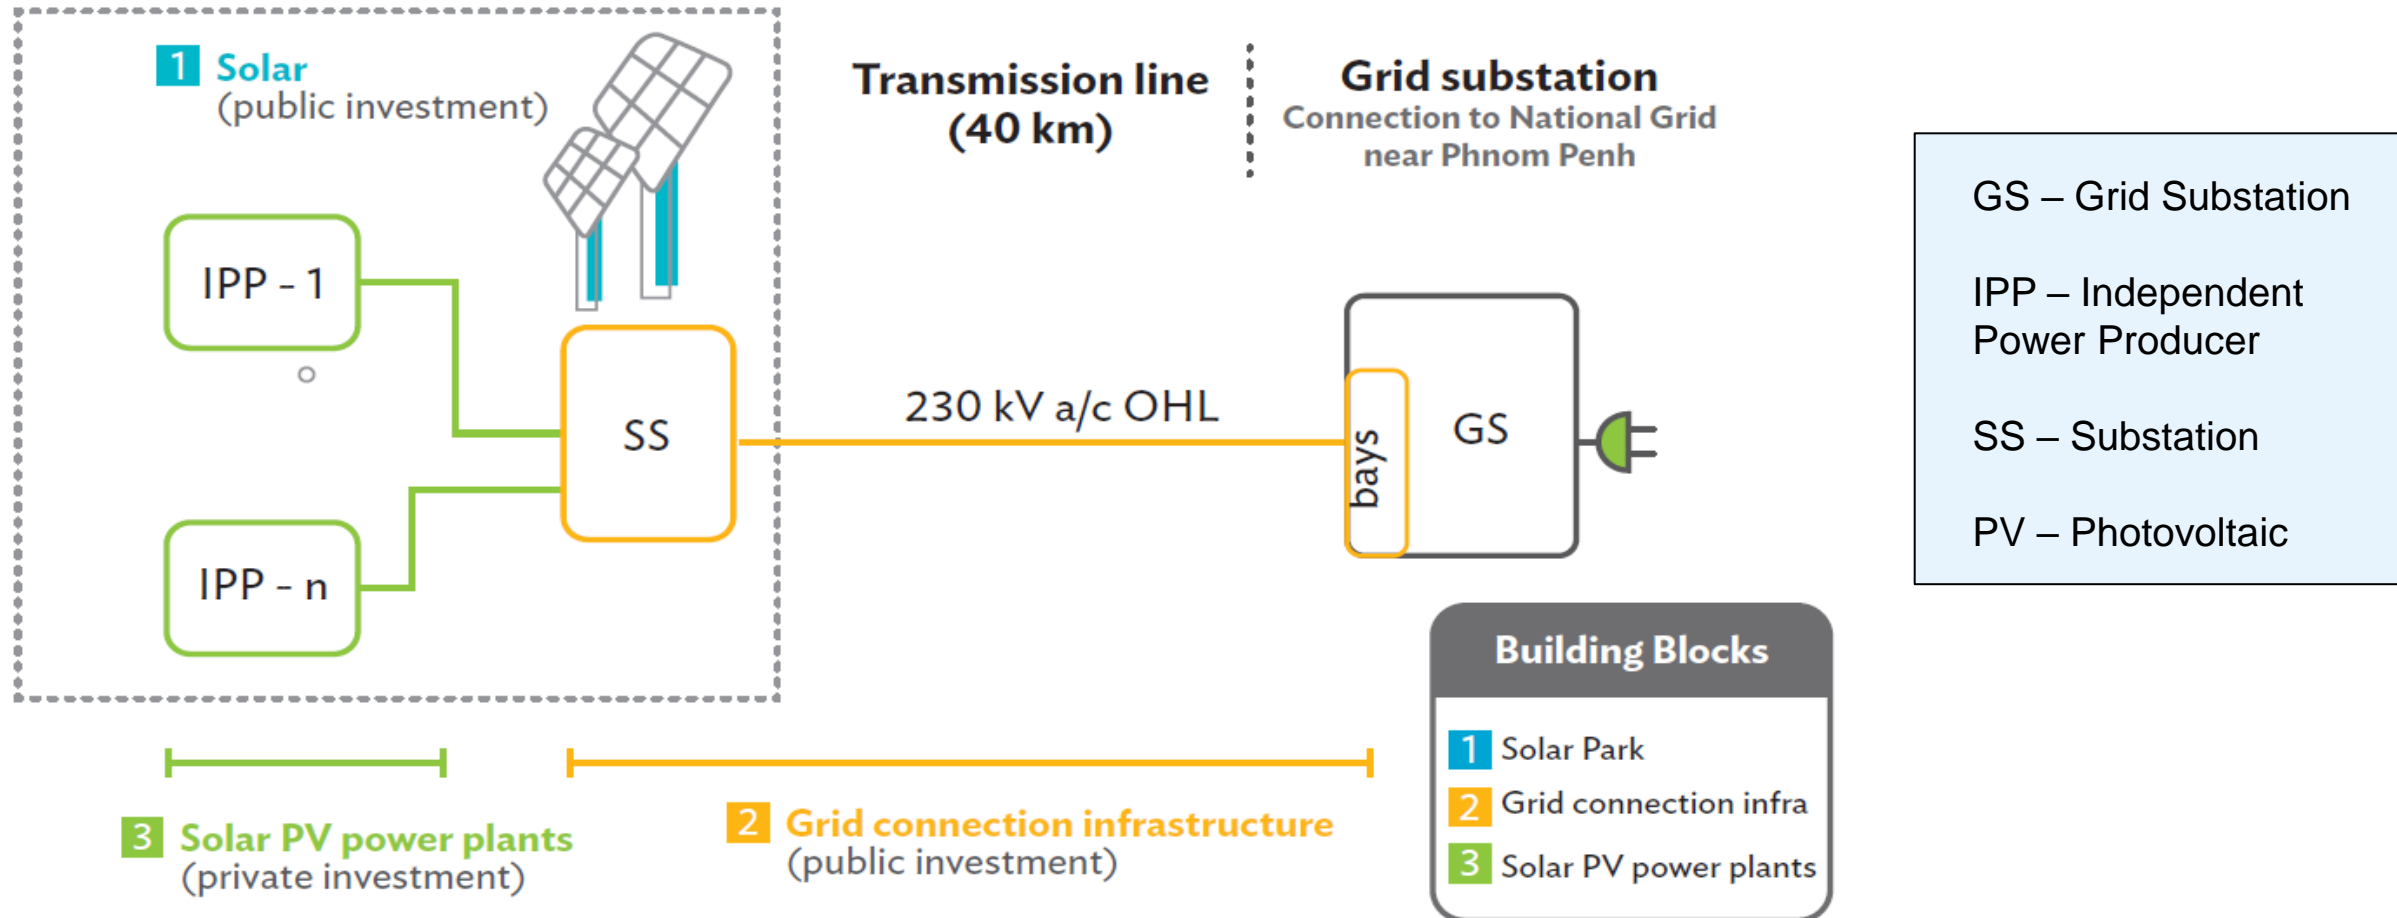 1 Solar
(public investment)
Transmission line
(40 km)
Grid substation
Connection to National Grid
near Phnom Penh
IPP - 1
IPP - n
SS
230 kV a/c OHL
bays
GS
GS – Grid Substation
IPP – Independent
Power Producer
SS – Substation
PV – Photovoltaic
3 Solar PV power plants
(private investment)
2 Grid connection infrastructure
(public investment)
Building Blocks
1 Solar Park
2 Grid connection infra
3 Solar PV power plants